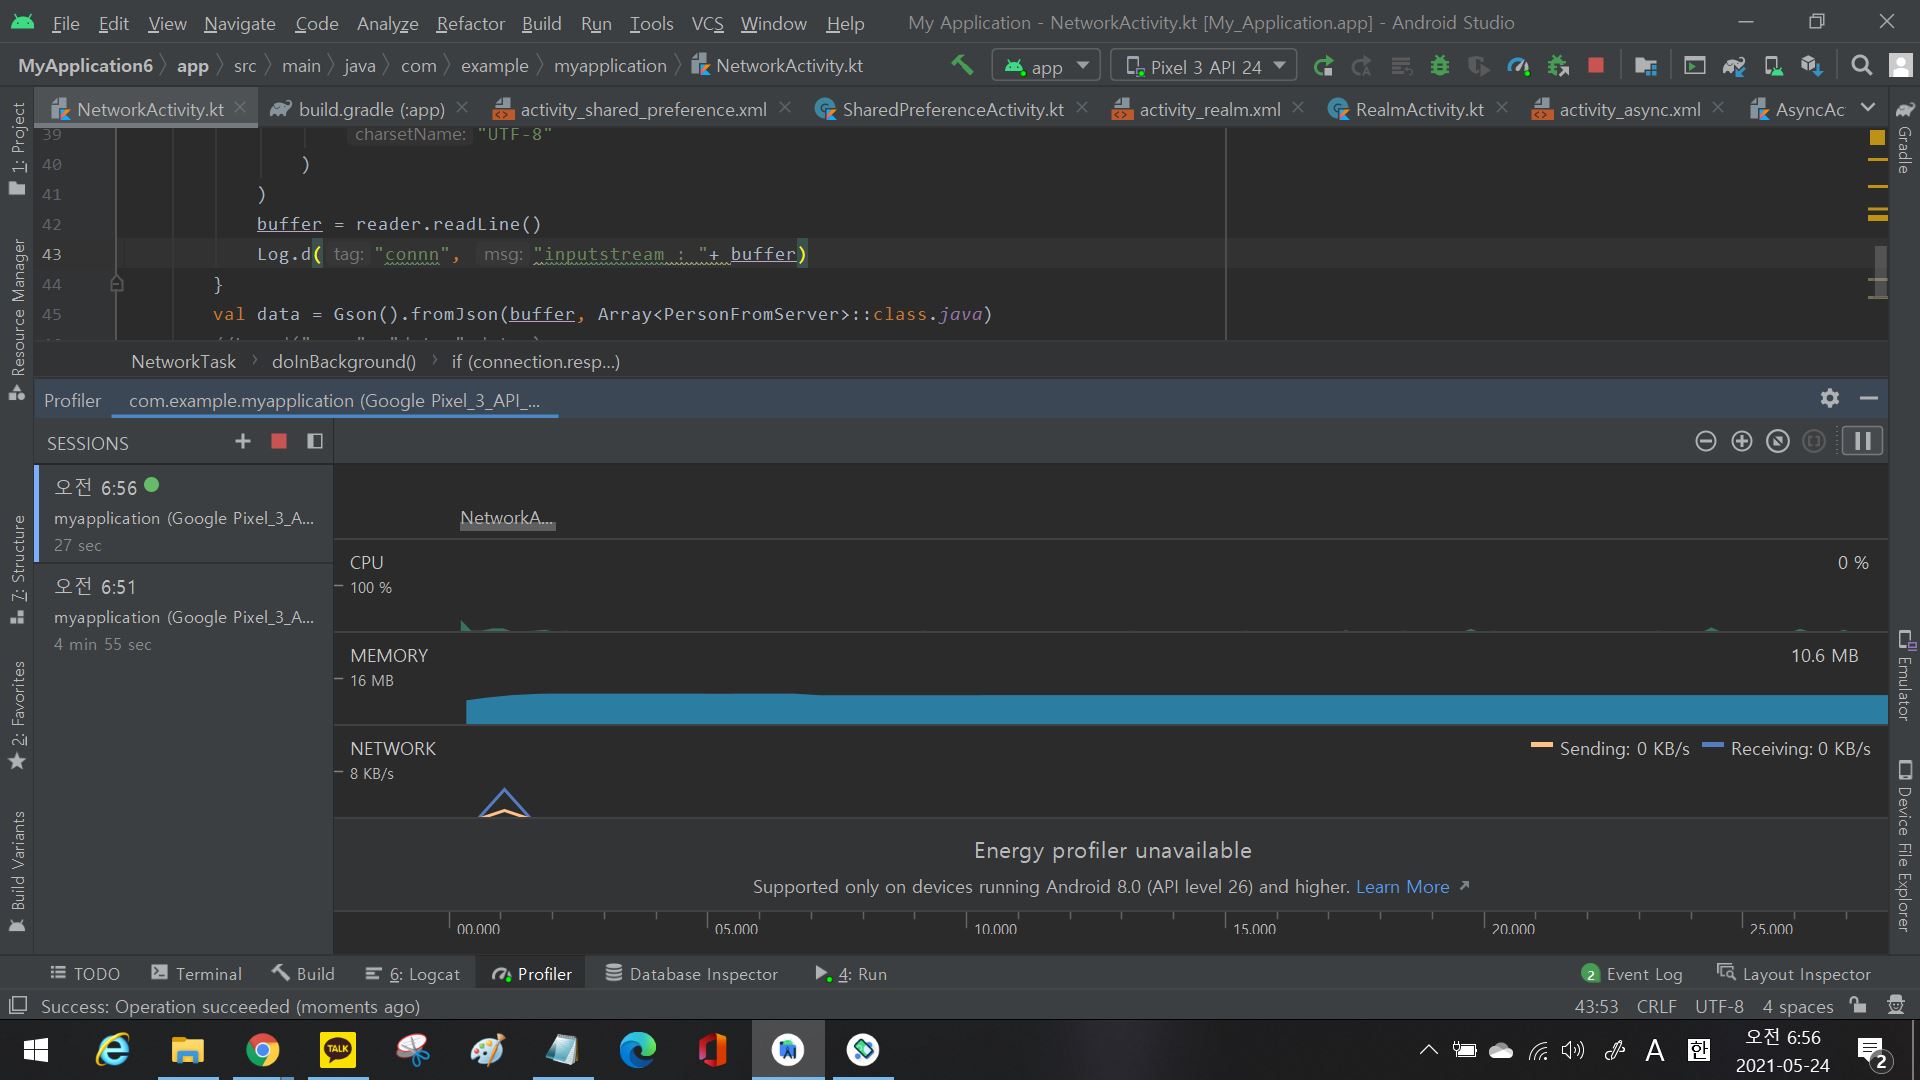 File Edit View Navigate Code Analyze Refactor Build Run Tools VCS Window Help My Application - NetworkActivity.kt [My_Application.app] - Android Studio
MyApplication6 app src main java com example myapplication NetworkActivity.kt app Pixel 3 API 24
NetworkActivity.kt build.gradle (:app) activity_shared_preference.xml SharedPreferenceActivity.kt activity_realm.xml RealmActivity.kt activity_async.xml AsyncAc
1: Project
Resource Manager
7: Structure
2: Favorites
Build Variants
39 charsetName: "UTF-8"
40 )
41 )
42 buffer = reader.readLine()
43 Log.d( tag: "connn", msg: "inputstream : "+ buffer)
44 }
45 val data = Gson().fromJson(buffer, Array<PersonFromServer>::class.java)
NetworkTask doInBackground() if (connection.resp...)
Profiler com.example.myapplication (Google Pixel_3_API_...
SESSIONS
오전 6:56
myapplication (Google Pixel_3_A...
27 sec
오전 6:51
myapplication (Google Pixel_3_A...
4 min 55 sec
NetworkA...
CPU 0 %
100 %
MEMORY 10.6 MB
16 MB
NETWORK Sending: 0 KB/s Receiving: 0 KB/s
8 KB/s
Energy profiler unavailable
Supported only on devices running Android 8.0 (API level 26) and higher. Learn More
00.000 05.000 10.000 15.000 20.000 25.000
Gradle
Emulator
Device File Explorer
TODO Terminal Build 6: Logcat Profiler Database Inspector 4: Run 2 Event Log Layout Inspector
Success: Operation succeeded (moments ago) 43:53 CRLF UTF-8 4 spaces
TALK A 한 오전 6:56
2021-05-24 2